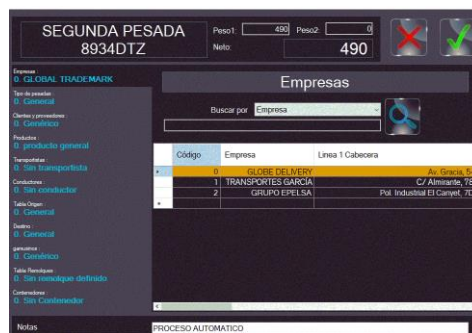 SEGUNDA PESADA
8934DTZ
Peso1: 490 Peso2: 0
Neto: 490
Empresas :
0. GLOBAL TRADEMARK
Tipo de pesadas :
0. General
Clientes y proveedores :
0. Genérico
Productos :
0. producto general
Transportistas :
0. Sin transportista
Conductores :
0. Sin conductor
Tabla Origen :
0. General
Destino :
0. General
0. Genérico
Tabla Remolques
0. Sin remolque definido
Contenedores :
0. Sin Contenedor
Empresas
Buscar por Empresa
Código Empresa Linea 1 Cabecera
0 GLOBE DELIVERY Av. Gracia, 5
1 TRANSPORTES GARCÍA C/ Almirante, 78
2 GRUPO EPELSA Pol. Industrial El Canyet, 7
Notas PROCESO AUTOMATICO